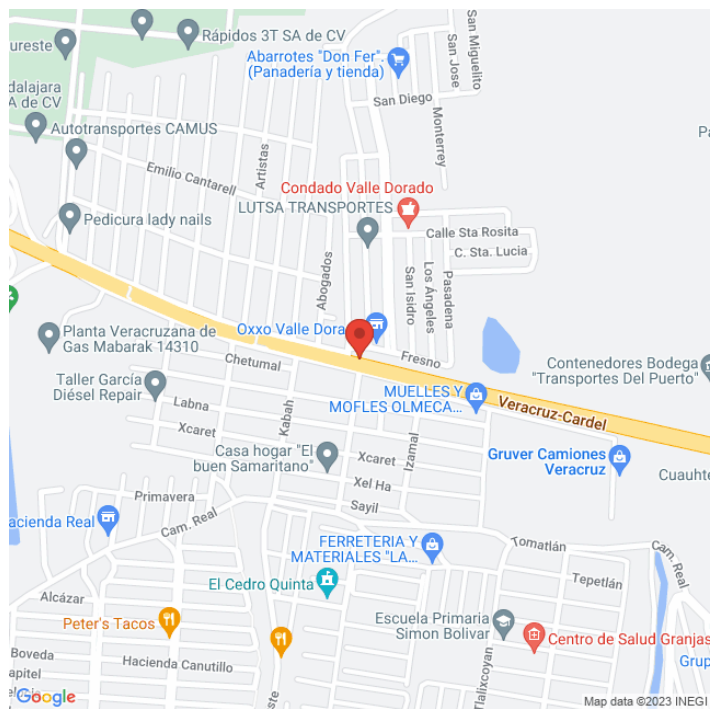 Rápidos 3T SA de CV
ureste
Abarrotes "Don Fer".
(Panadería y tienda)
San Miguelito
San Jose
San Diego
Monterrey
dalajara
A de CV
Autotransportes CAMUS
Artistas
Emilio Cantarell
Pa
Condado Valle Dorado
LUTSA TRANSPORTES
Pedicura lady nails
Calle Sta Rosita
C. Sta. Lucia
Abogados
San Isidro
Los Ángeles
Pasadena
Oxxo Valle Dora
Planta Veracruzana de
Gas Mabarak 14310
Fresno
Chetumal
Contenedores Bodega
"Transportes Del Puerto"
Taller García
Diésel Repair
MUELLES Y
MOFLES OLMECA...
Veracruz-Cardel
Labna
Kabah
Xcaret
Izamal
Casa hogar "El
buen Samaritano"
Xcaret
Gruver Camiones
Veracruz
Xel Ha
Cuauhte
Primavera
Sayil
Cam. Real
acienda Real
FERRETERIA Y
MATERIALES "LA...
Tomatlán
Cam. Real
Tepetlán
El Cedro Quinta
Alcázar
Peter's Tacos
Escuela Primaria
Simon Bolivar
Centro de Salud Granjas
Boveda
Hacienda Canutillo
Grup
apitel
Tlalixcoyan
ste
Google
Map data ©2023 INEGI